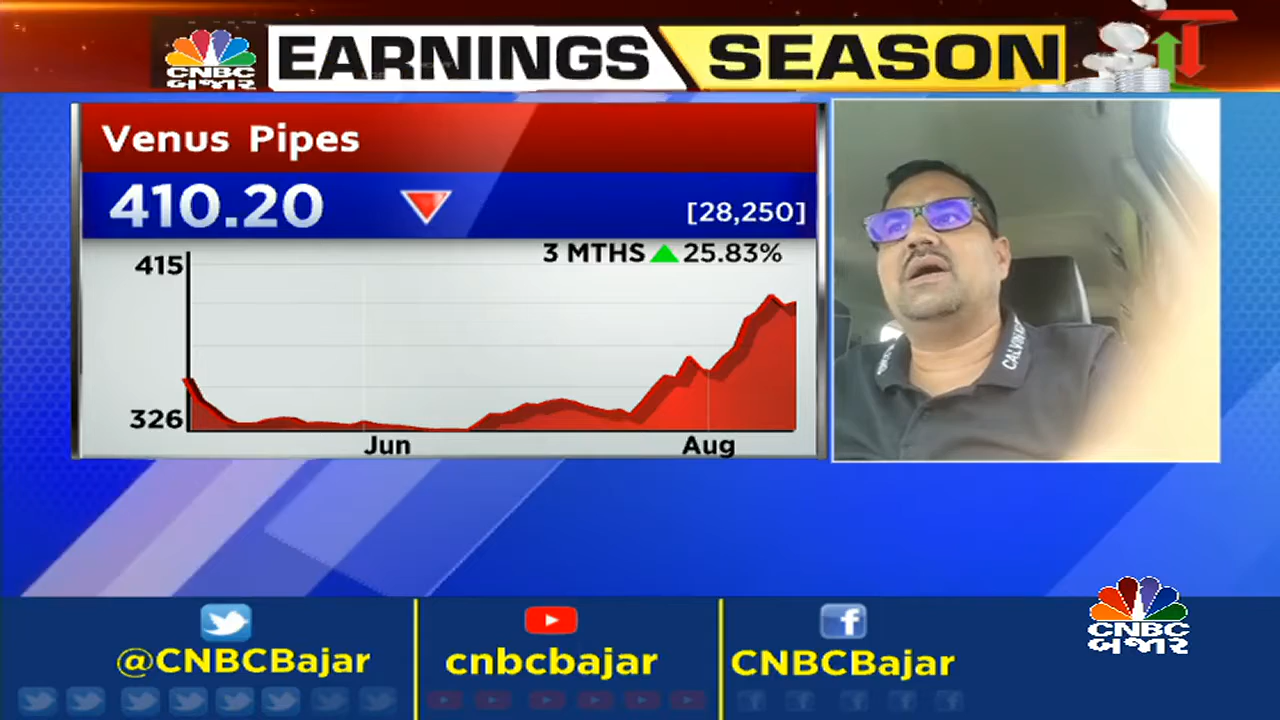 EARNINGS SEASON
CNBC
બજાર
Venus Pipes
410.20
[28,250]
3 MTHS 25.83%
415
326
Jun
Aug
CALVIN
@CNBCBajar
cnbcbajar
CNBCBajar
CNBC
બજાર